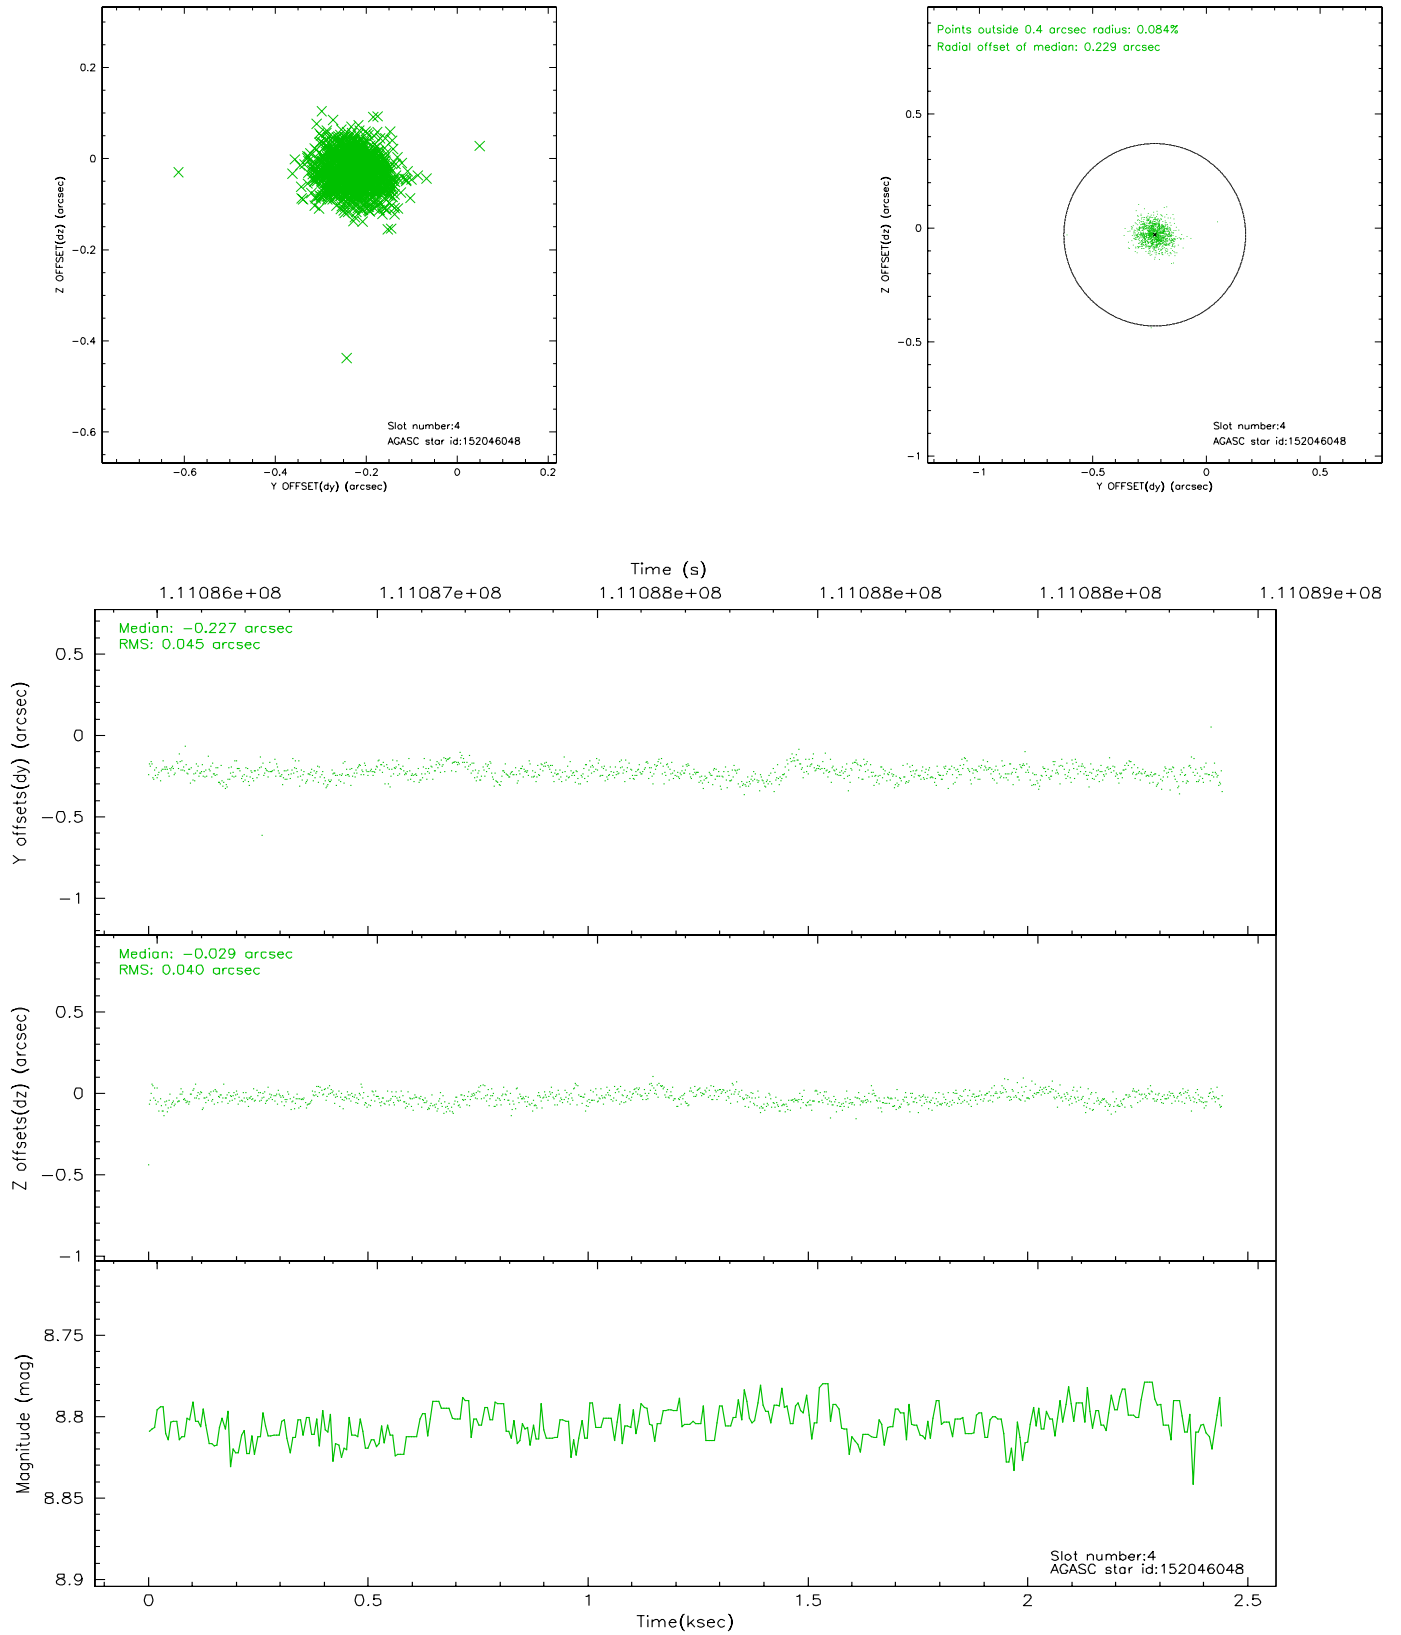 0.2
0
−0.2
−0.4
−0.6
Z OFFSET(dz) (arcsec)
Slot number:4
AGASC star id:152046048
−0.6 −0.4 −0.2 0 0.2
Y OFFSET(dy) (arcsec)
Points outside 0.4 arcsec radius: 0.084%
Radial offset of median: 0.229 arcsec
0.5
0
−0.5
−1
Z OFFSET(dz) (arcsec)
Slot number:4
AGASC star id:152046048
−1 −0.5 0 0.5
Y OFFSET(dy) (arcsec)
Time (s)
1.11086e+08 1.11087e+08 1.11088e+08 1.11088e+08 1.11088e+08 1.11089e+08
Median: −0.227 arcsec
RMS: 0.045 arcsec
0.5
0
−0.5
−1
Y offsets(dy) (arcsec)
Median: −0.029 arcsec
RMS: 0.040 arcsec
0.5
0
−0.5
−1
Z offsets(dz) (arcsec)
8.75
8.8
8.85
8.9
Magnitude (mag)
Slot number:4
AGASC star id:152046048
0 0.5 1 1.5 2 2.5
Time(ksec)